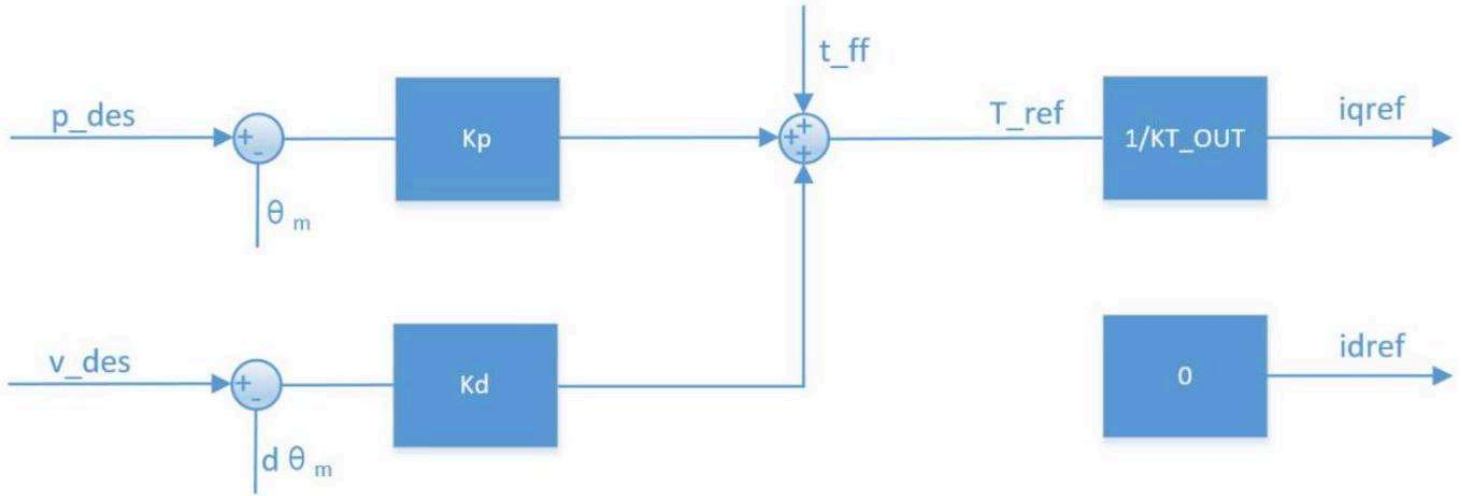 p_des
+
-
θ m
Kp
t_ff
+
+
+
T_ref
1/KT_OUT
iqref
v_des
+
-
d θ m
Kd
0
idref